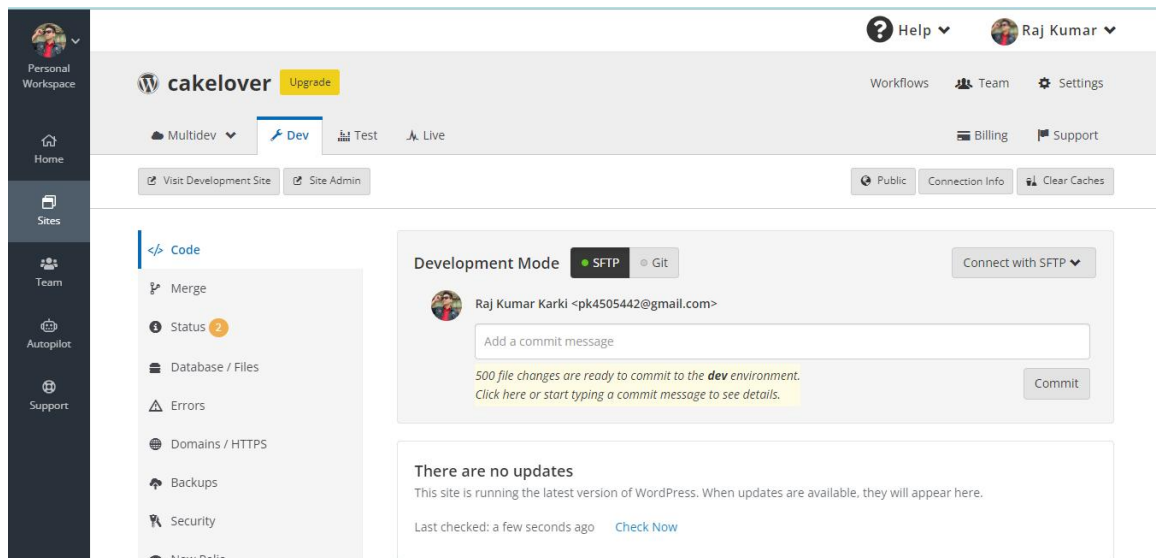 Help
Raj Kumar
Personal
Workspace
cakelover
Upgrade
Workflows
Team
Settings
Multidev
Dev
Test
Live
Billing
Support
Home
Visit Development Site
Site Admin
Public
Connection Info
Clear Caches
Sites
Team
Autopilot
Support
</> Code
Merge
Status 2
Database / Files
Errors
Domains / HTTPS
Backups
Security
Development Mode
SFTP
Git
Connect with SFTP
Raj Kumar Karki <pk4505442@gmail.com>
Add a commit message
500 file changes are ready to commit to the dev environment.
Click here or start typing a commit message to see details.
Commit
There are no updates
This site is running the latest version of WordPress. When updates are available, they will appear here.
Last checked: a few seconds ago
Check Now